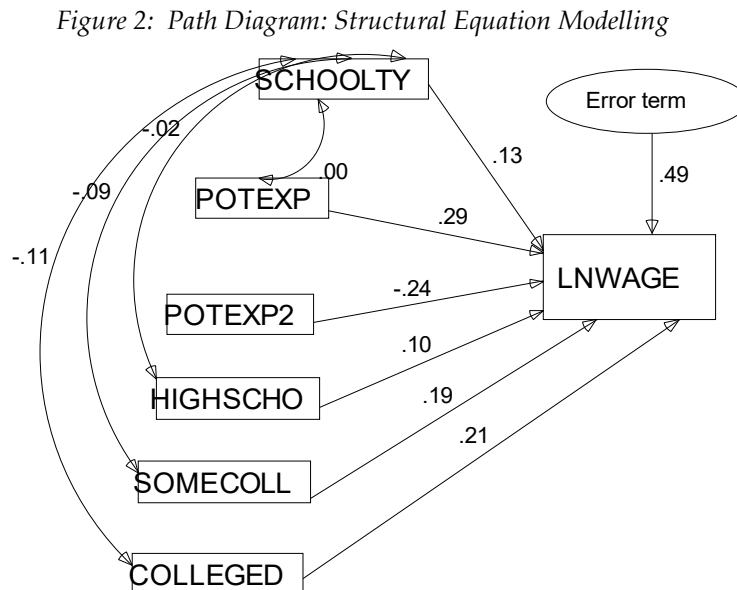 Figure 2: Path Diagram: Structural Equation Modelling
SCHOOLTY
Error term
-.02
.13
.00
.49
-.09
POTEXP
.29
-.11
LNWAGE
-.24
POTEXP2
.10
HIGHSCHO
.19
.21
SOMECOLL
COLLEGED